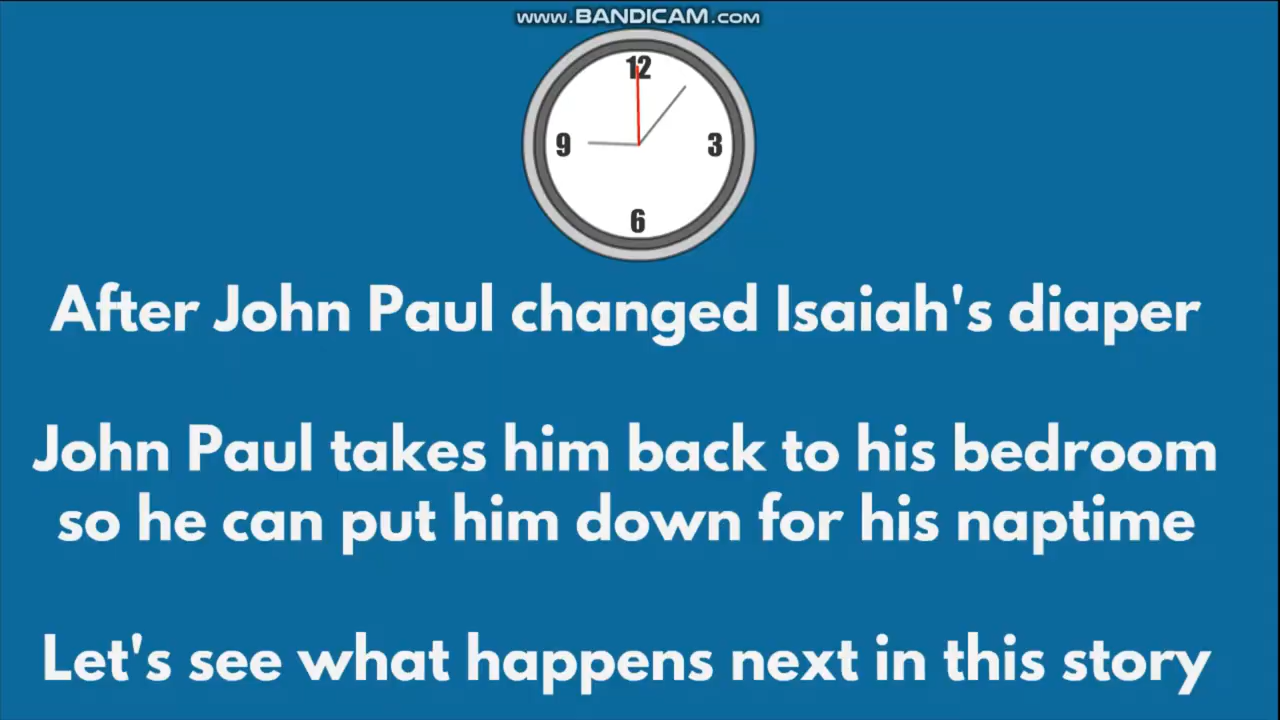 www.BANDICAM.com
12
9
3
6
After John Paul changed Isaiah's diaper
John Paul takes him back to his bedroom
so he can put him down for his naptime
Let's see what happens next in this story